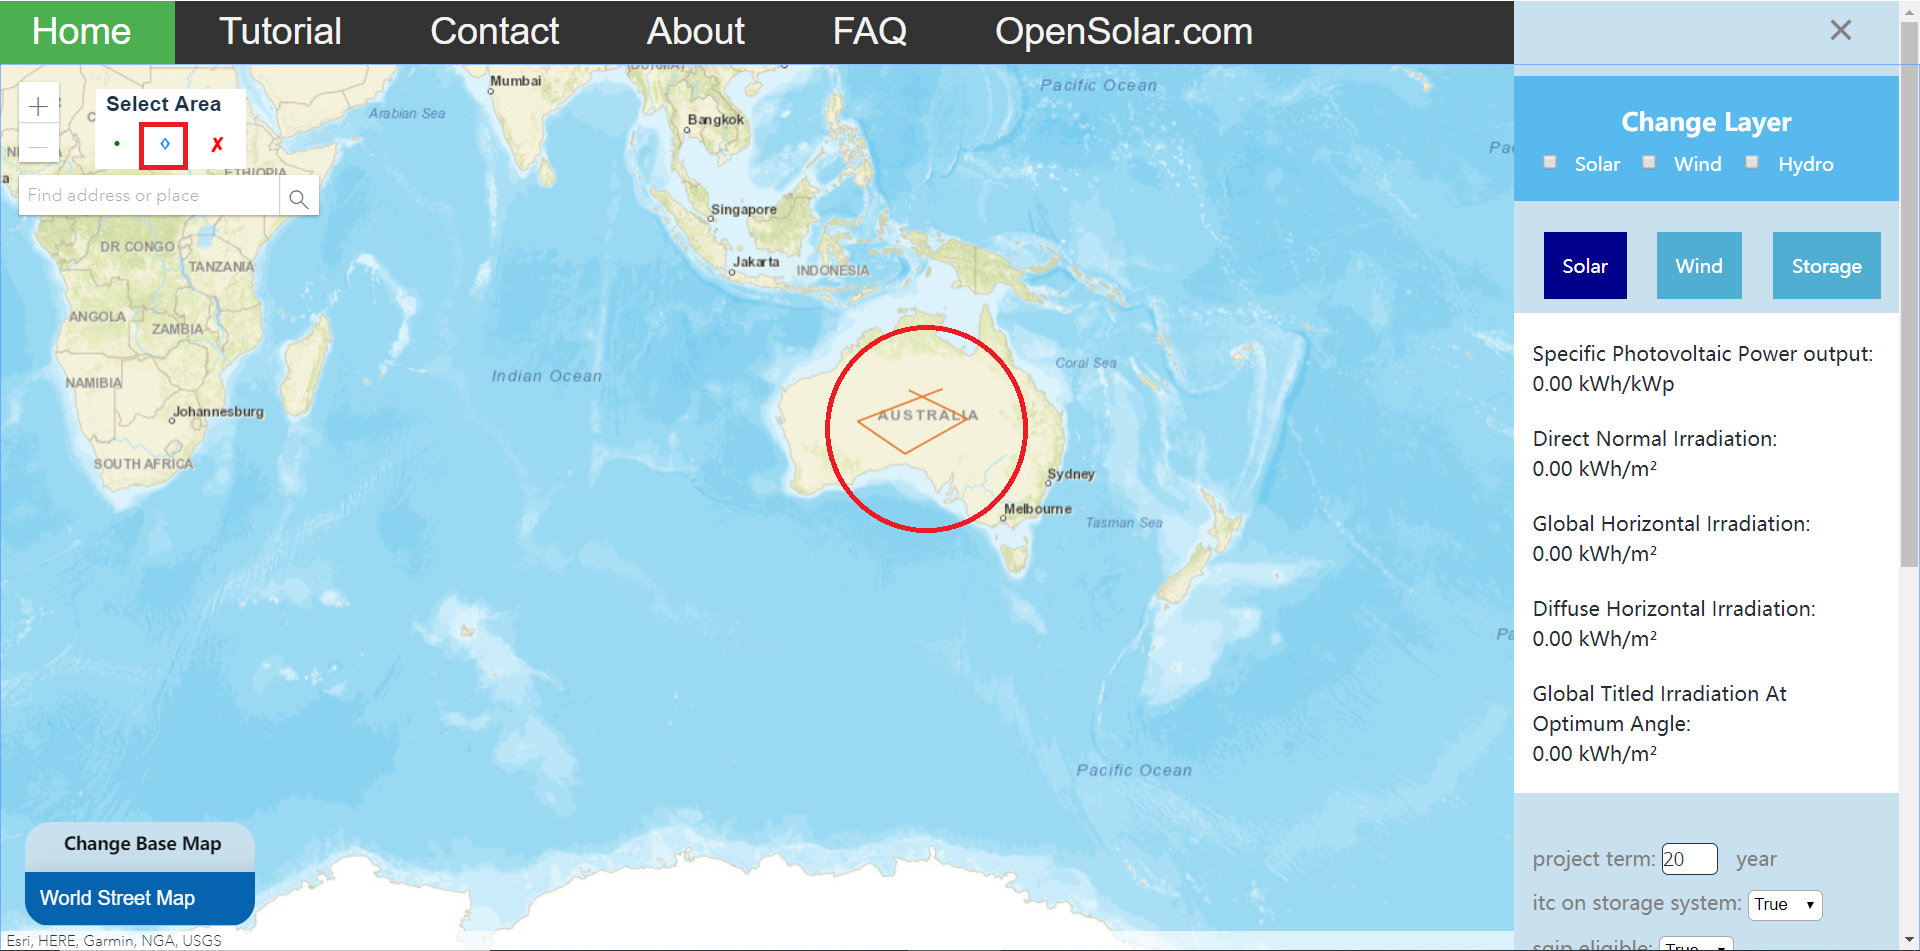 Home Tutorial Contact About FAQ OpenSolar.com
Select Area
Find address or place
Mumbai
Arabian Sea
Bangkok
ETHIOPIA
DR CONGO
TANZANIA
ANGOLA
ZAMBIA
NAMIBIA
Johannesburg
SOUTH AFRICA
Singapore
Jakarta
INDONESIA
Indian Ocean
Pacific Ocean
Coral Sea
AUSTRALIA
Sydney
Melbourne
Tasman Sea
Pacific Ocean
Change Base Map
World Street Map
Esri, HERE, Garmin, NGA, USGS
Change Layer
Solar Wind Hydro
Solar Wind Storage
Specific Photovoltaic Power output:
0.00 kWh/kWp
Direct Normal Irradiation:
0.00 kWh/m²
Global Horizontal Irradiation:
0.00 kWh/m²
Diffuse Horizontal Irradiation:
0.00 kWh/m²
Global Titled Irradiation At
Optimum Angle:
0.00 kWh/m²
project term: 20 year
itc on storage system: True
sgip eligible: True